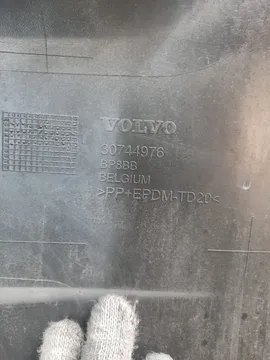 VOLVO
30744976
BP8BB
BELGIUM
>PP+EPDM-TD20<